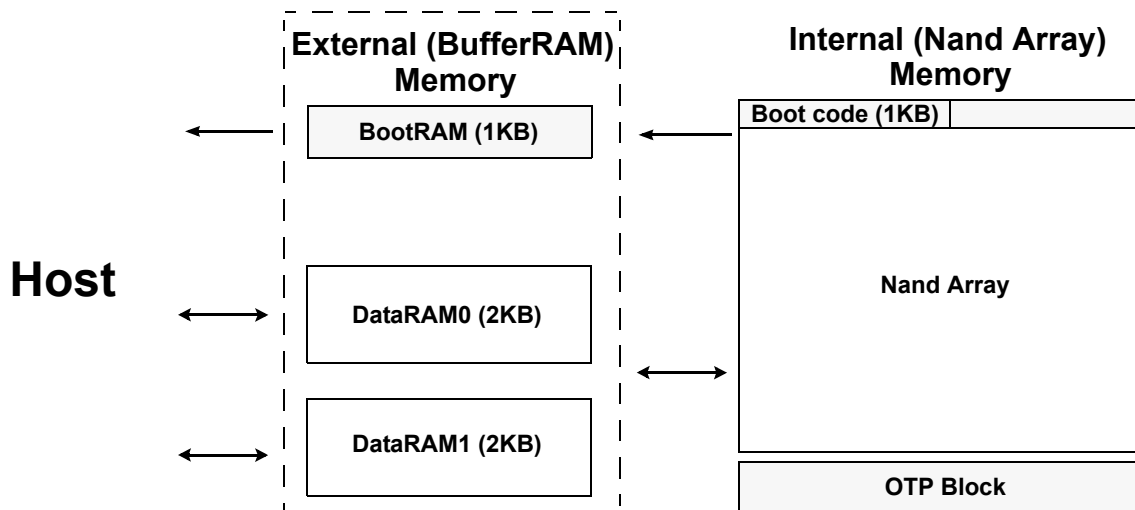 External (BufferRAM)
Memory
Internal (Nand Array)
Memory
BootRAM (1KB)
Boot code (1KB)
Host
Nand Array
DataRAM0 (2KB)
DataRAM1 (2KB)
OTP Block